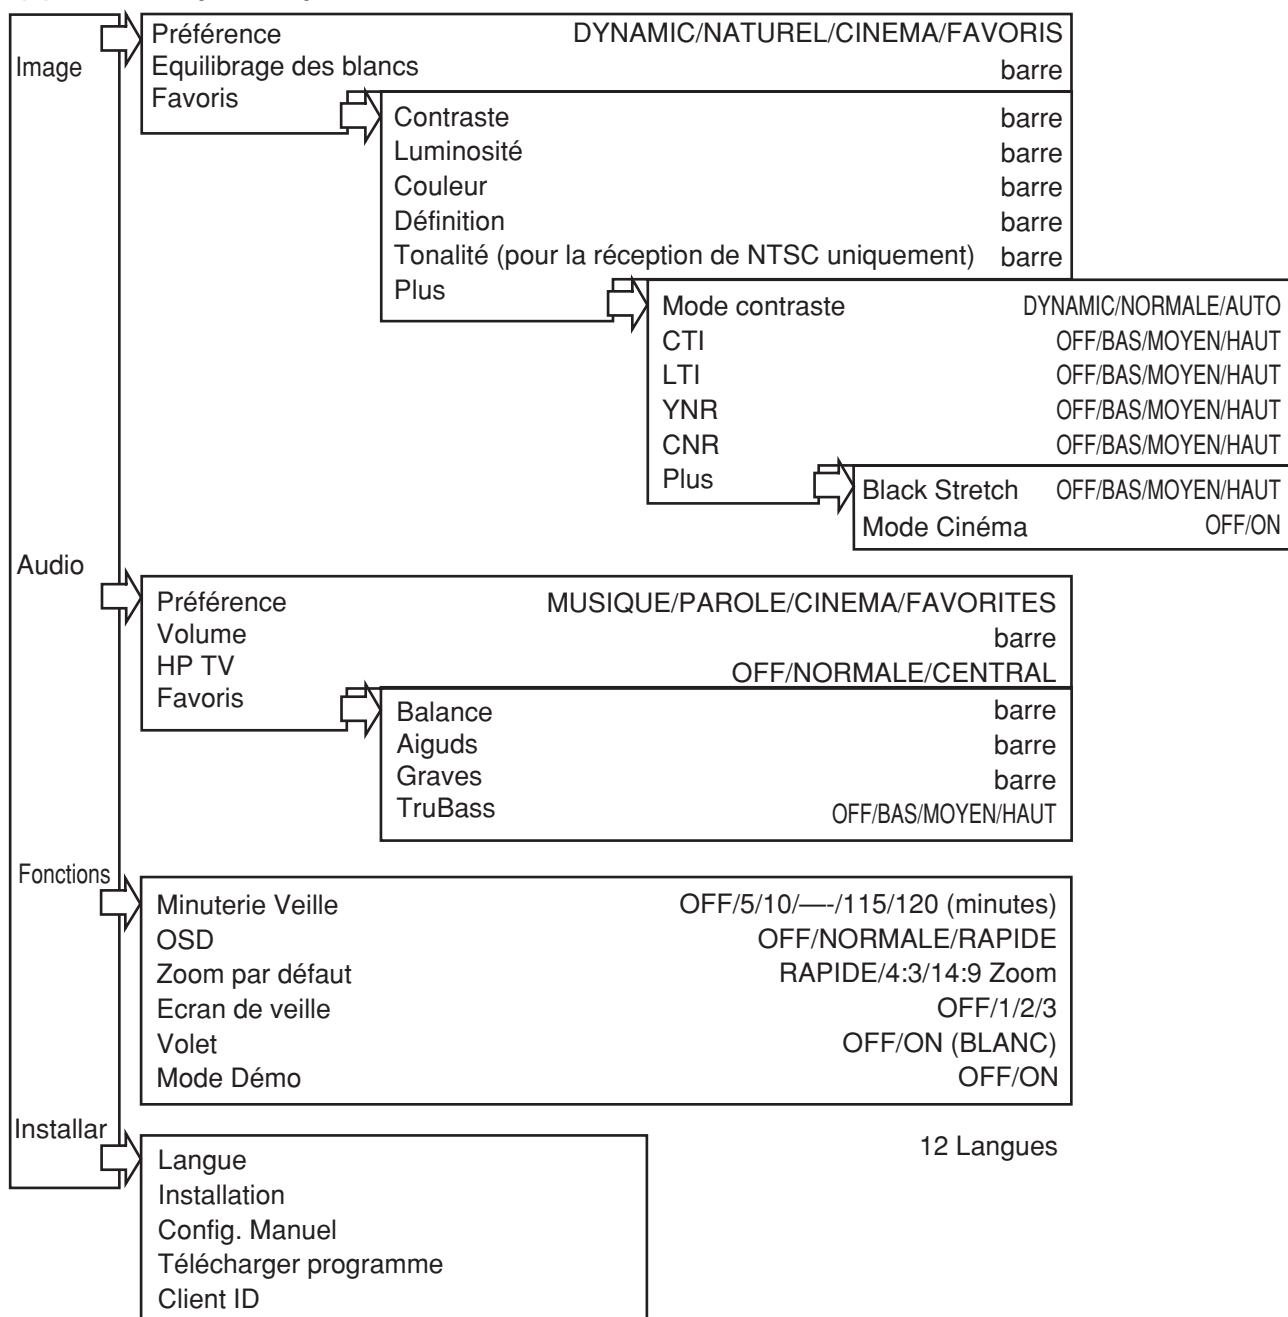 Image
Préférence DYNAMIC/NATUREL/CINEMA/FAVORIS
Equilibrage des blancs barre
Favoris
Contraste barre
Luminosité barre
Couleur barre
Définition barre
Tonalité (pour la réception de NTSC uniquement) barre
Plus
Mode contraste DYNAMIC/NORMALE/AUTO
CTI OFF/BAS/MOYEN/HAUT
LTI OFF/BAS/MOYEN/HAUT
YNR OFF/BAS/MOYEN/HAUT
CNR OFF/BAS/MOYEN/HAUT
Plus
Black Stretch OFF/BAS/MOYEN/HAUT
Mode Cinéma OFF/ON
Audio
Préférence MUSIQUE/PAROLE/CINEMA/FAVORITES
Volume barre
HP TV OFF/NORMALE/CENTRAL
Favoris
Balance barre
Aiguds barre
Graves barre
TruBass OFF/BAS/MOYEN/HAUT
Fonctions
Minuterie Veille OFF/5/10/—-/115/120 (minutes)
OSD OFF/NORMALE/RAPIDE
Zoom par défaut RAPIDE/4:3/14:9 Zoom
Ecran de veille OFF/1/2/3
Volet OFF/ON (BLANC)
Mode Démo OFF/ON
Installar
Langue 12 Langues
Installation
Config. Manuel
Télécharger programme
Client ID